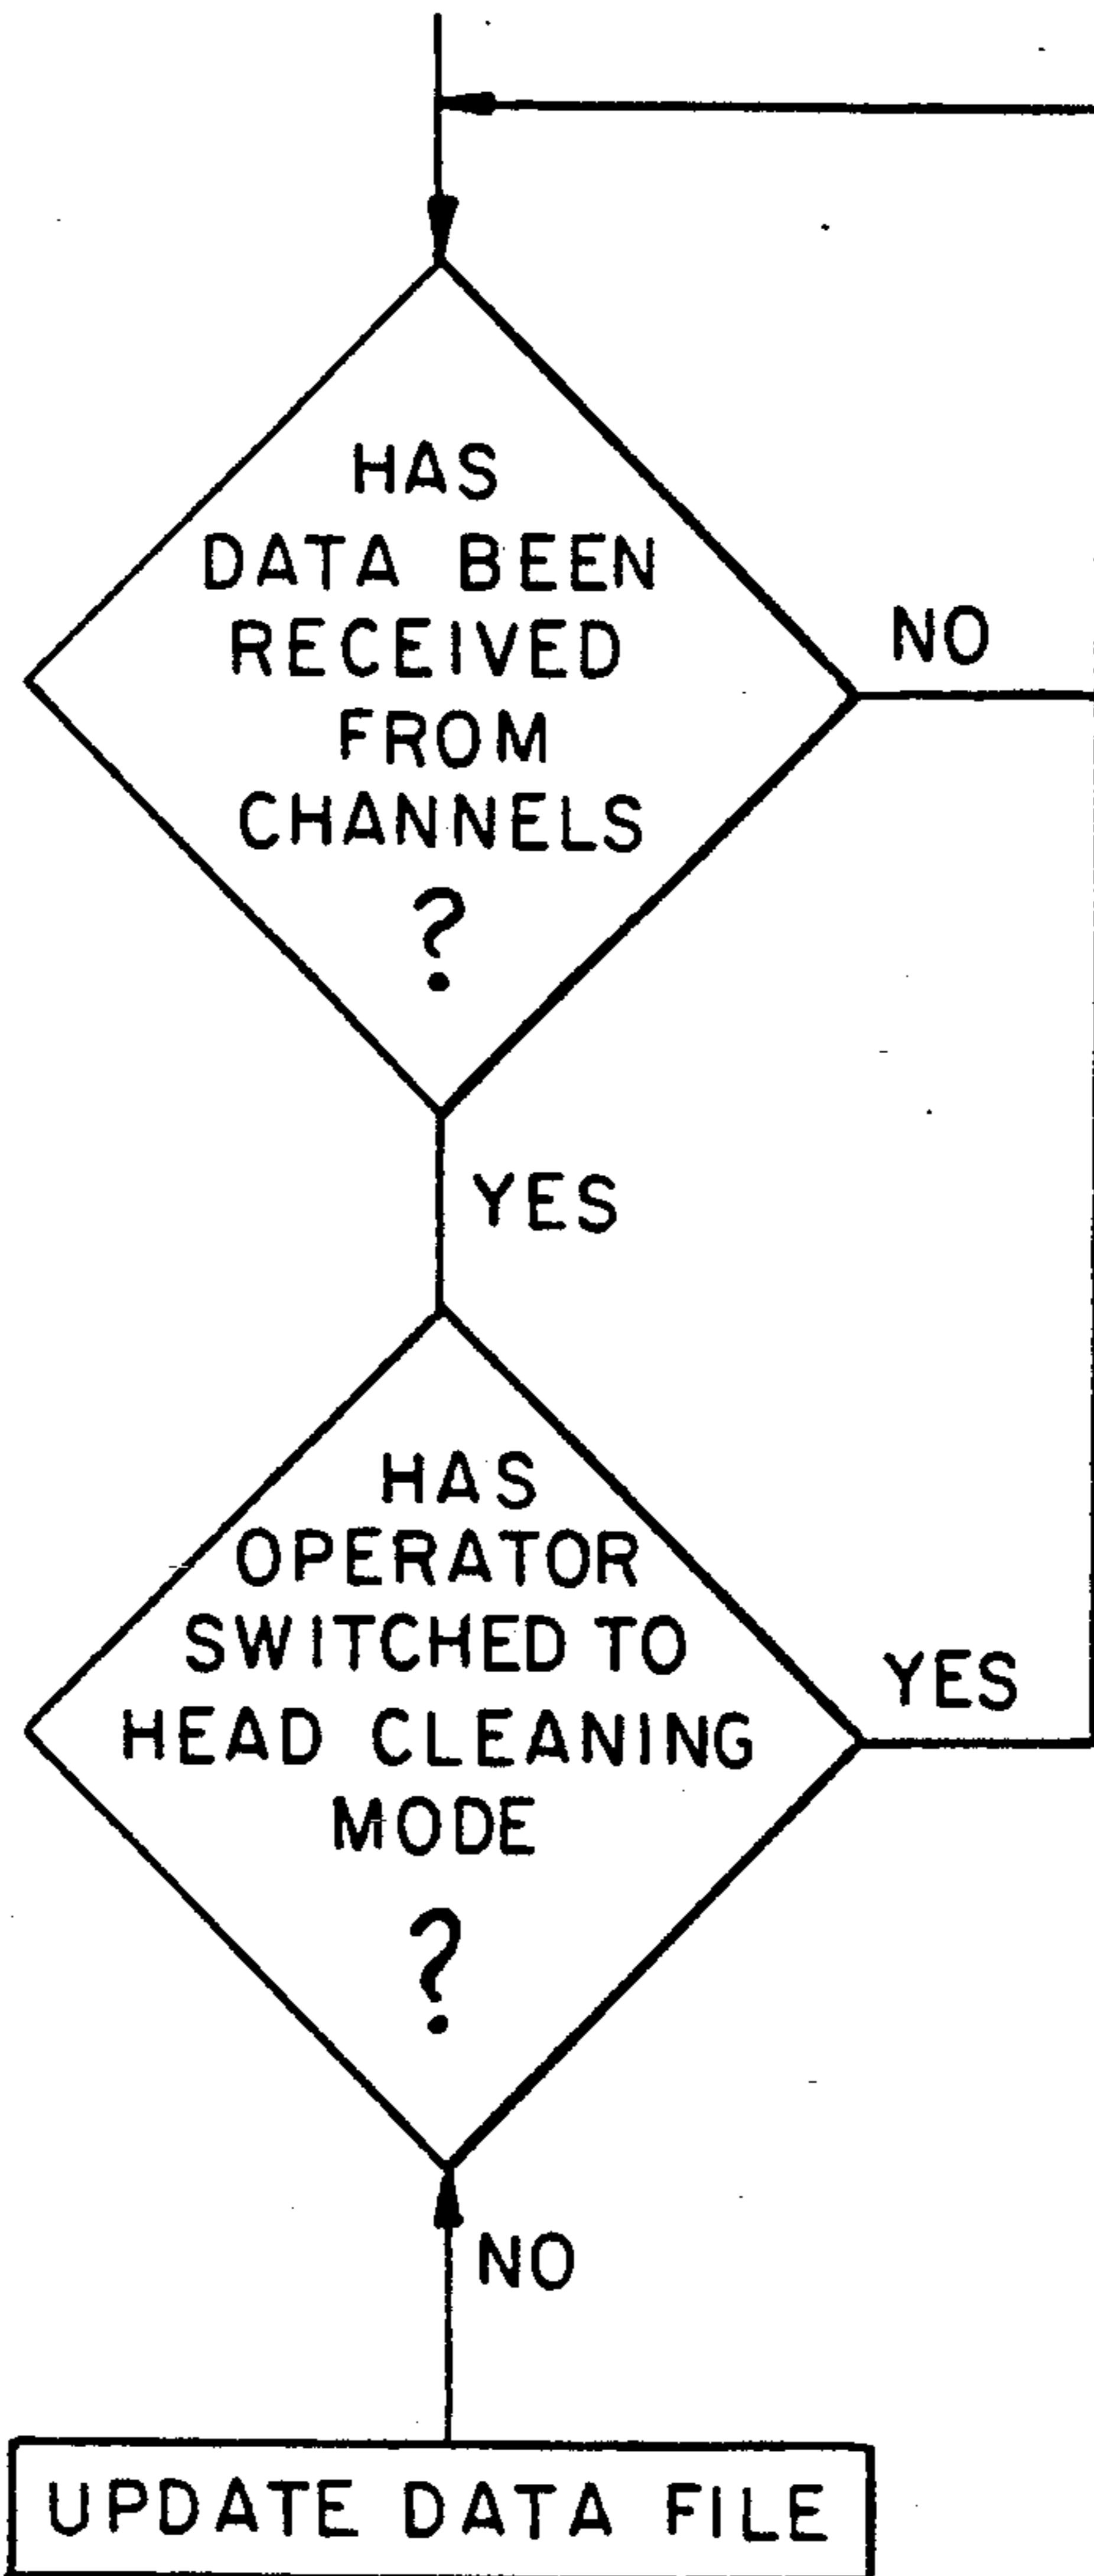 HAS
DATA BEEN
RECEIVED
FROM
CHANNELS
?
NO
YES
HAS
OPERATOR
SWITCHED TO
HEAD CLEANING
MODE
?
YES
NO
UPDATE DATA FILE